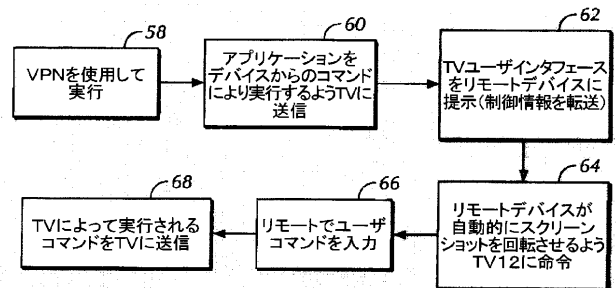 58
VPNを使用して
実行
60
アプリケーションを
デバイスからのコマンド
により実行するようTVに
送信
62
TVユーザインタフェース
をリモートデバイスに
提示(制御情報を転送)
64
リモートデバイスが
自動的にスクリーン
ショットを回転させるよう
TV12に命令
66
リモートでユーザ
コマンドを入力
68
TVによって実行される
コマンドをTVに送信